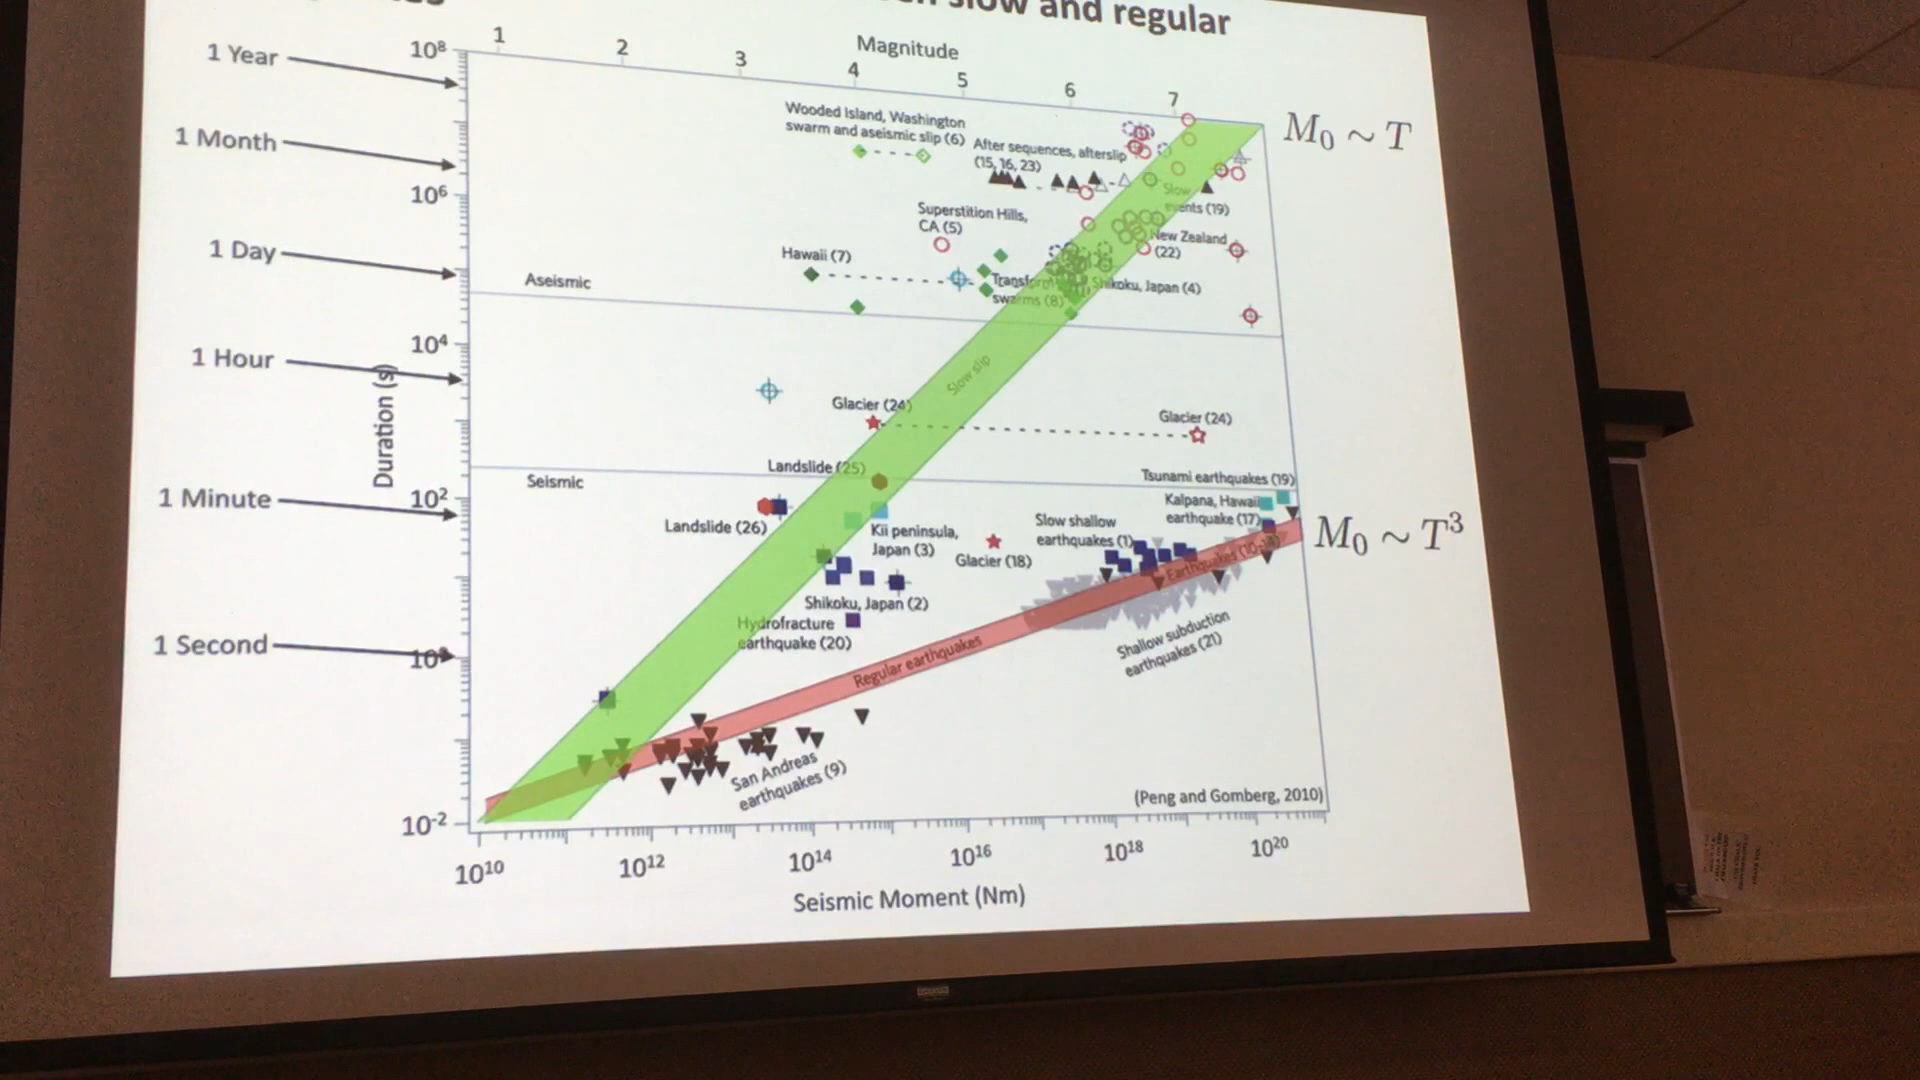 slow and regular
1 2 3 4 5 6 7
Magnitude
1 Year
10⁸
1 Month
10⁶
1 Day
10⁴
1 Hour
Duration (s)
1 Minute
10²
1 Second
10⁰
10⁻²
Wooded Island, Washington
swarm and aseismic slip (6)
After sequences, afterslip
(15, 16, 23)
M₀ ~ T
Slow
events (19)
Superstition Hills,
CA (5)
New Zealand
(22)
Hawaii (7)
Transform
swarms (8)
Shikoku, Japan (4)
Aseismic
Slow slip
Glacier (24)
Glacier (24)
Landslide (25)
Seismic
Tsunami earthquakes (19)
Landslide (26)
Kii peninsula,
Japan (3)
Glacier (18)
Slow shallow
earthquakes (1)
Kalpana, Hawaii
earthquake (17)
M₀ ~ T³
Earthquakes
Shikoku, Japan (2)
Hydrofracture
earthquake (20)
Regular earthquakes
Shallow subduction
earthquakes (21)
San Andreas
earthquakes (9)
(Peng and Gomberg, 2010)
10¹⁰ 10¹² 10¹⁴ 10¹⁶ 10¹⁸ 10²⁰
Seismic Moment (Nm)